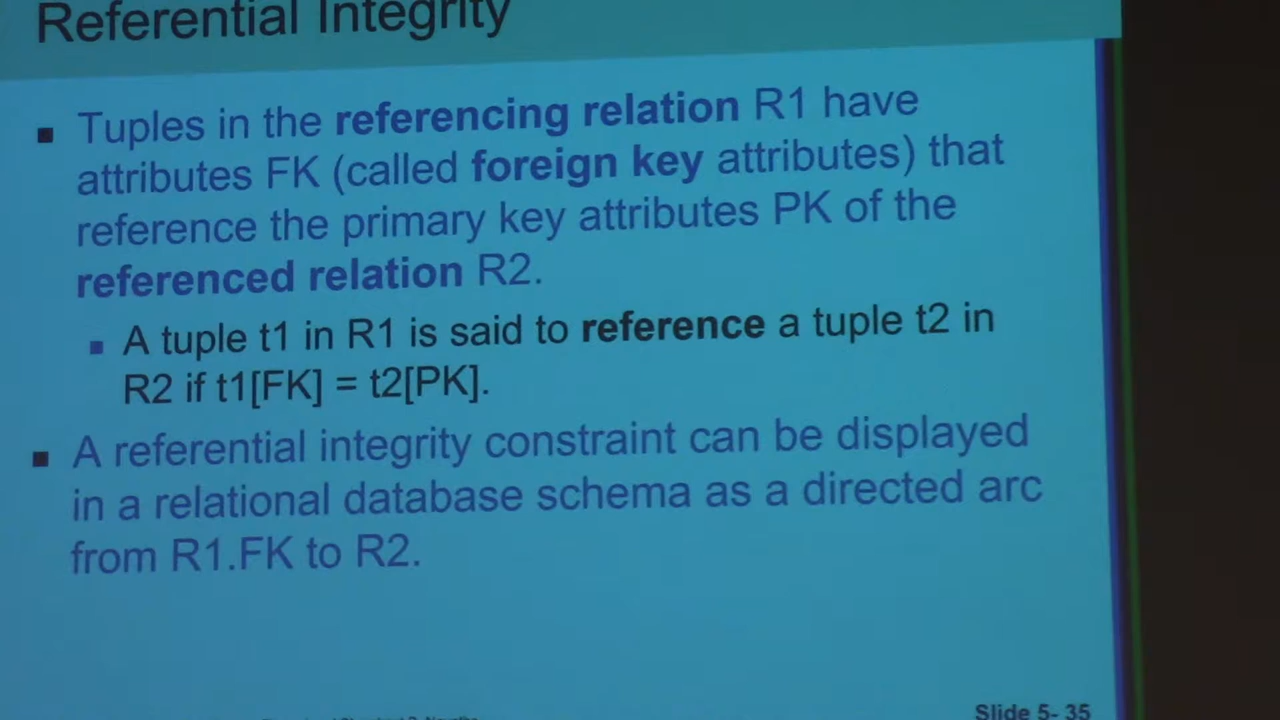 Referential Integrity
▪ Tuples in the referencing relation R1 have
attributes FK (called foreign key attributes) that
reference the primary key attributes PK of the
referenced relation R2.
▪ A tuple t1 in R1 is said to reference a tuple t2 in
R2 if t1[FK] = t2[PK].
▪ A referential integrity constraint can be displayed
in a relational database schema as a directed arc
from R1.FK to R2.
Slide 5- 35